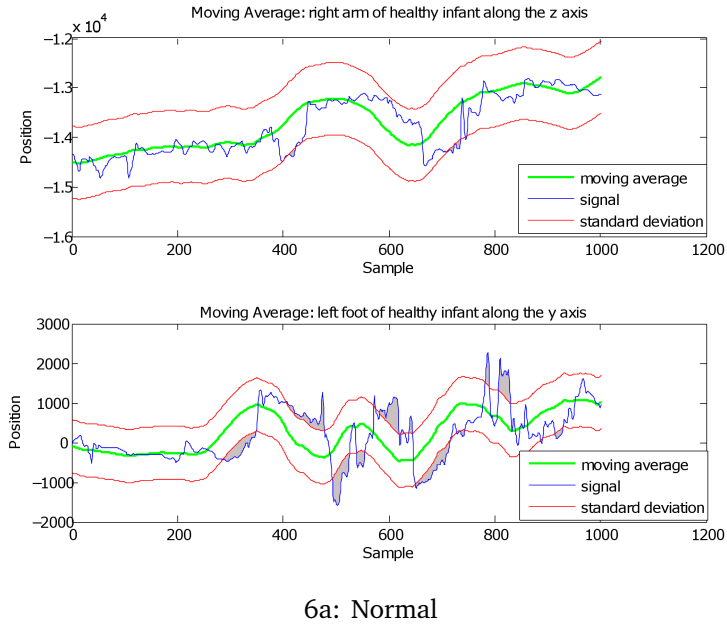 Moving Average: right arm of healthy infant along the z axis
x 10⁴
−1.2
−1.3
−1.4
−1.5
−1.6
Position
0 200 400 600 800 1000 1200
Sample
moving average
signal
standard deviation
Moving Average: left foot of healthy infant along the y axis
3000
2000
1000
0
−1000
−2000
Position
0 200 400 600 800 1000 1200
Sample
moving average
signal
standard deviation
6a: Normal